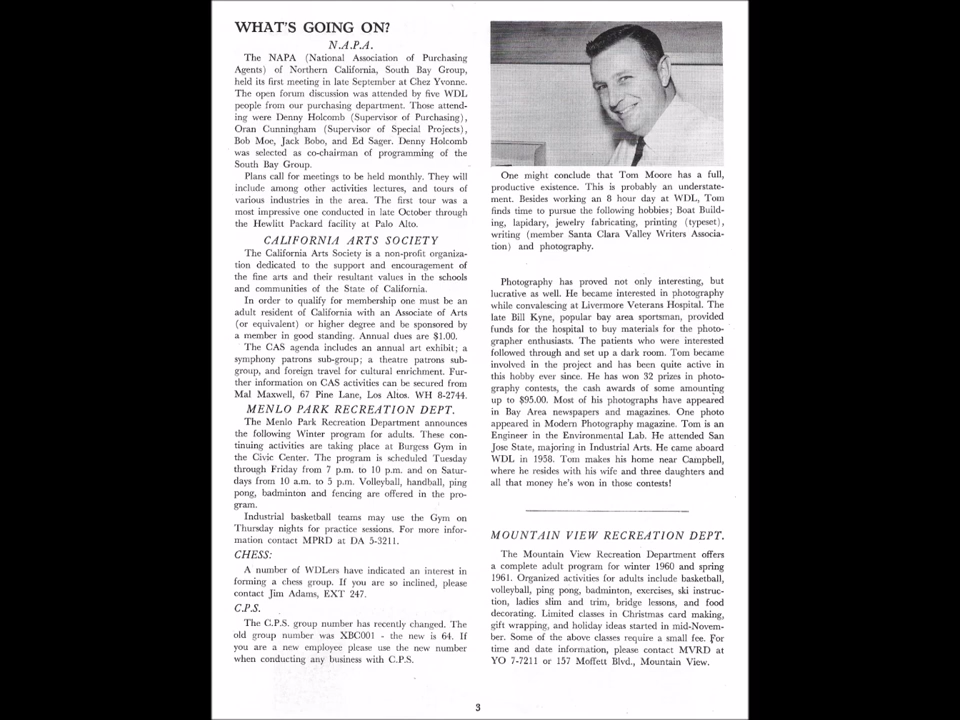 WHAT'S GOING ON?
N.A.P.A.
The NAPA (National Association of Purchasing
Agents) of Northern California, South Bay Group,
held its first meeting in late September at Chez Yvonne.
The open forum discussion was attended by five WDL
people from our purchasing department. Those attend-
ing were Denny Holcomb (Supervisor of Purchasing),
Oran Cunningham (Supervisor of Special Projects),
Bob Moe, Jack Bobo, and Ed Sager. Denny Holcomb
was selected as co-chairman of programming of the
South Bay Group.
Plans call for meetings to be held monthly. They will
include among other activities lectures, and tours of
various industries in the area. The first tour was a
most impressive one conducted in late October through
the Hewlitt Packard facility at Palo Alto.
CALIFORNIA ARTS SOCIETY
The California Arts Society is a non-profit organiza-
tion dedicated to the support and encouragement of
the fine arts and their resultant values in the schools
and communities of the State of California.
In order to qualify for membership one must be an
adult resident of California with an Associate of Arts
(or equivalent) or higher degree and be sponsored by
a member in good standing. Annual dues are $1.00.
The CAS agenda includes an annual art exhibit; a
symphony patrons sub-group; a theatre patrons sub-
group, and foreign travel for cultural enrichment. Fur-
ther information on CAS activities can be secured from
Mal Maxwell, 67 Pine Lane, Los Altos. WH 8-2744.
MENLO PARK RECREATION DEPT.
The Menlo Park Recreation Department announces
the following Winter program for adults. These con-
tinuing activities are taking place at Burgess Gym in
the Civic Center. The program is scheduled Tuesday
through Friday from 7 p.m. to 10 p.m. and on Satur-
days from 10 a.m. to 5 p.m. Volleyball, handball, ping
pong, badminton and fencing are offered in the pro-
gram.
Industrial basketball teams may use the Gym on
Thursday nights for practice sessions. For more infor-
mation contact MPRD at DA 5-3211.
CHESS:
A number of WDLers have indicated an interest in
forming a chess group. If you are so inclined, please
contact Jim Adams, EXT 247.
C.P.S.
The C.P.S. group number has recently changed. The
old group number was XBC001 - the new is 64. If
you are a new employee please use the new number
when conducting any business with C.P.S.
One might conclude that Tom Moore has a full,
productive existence. This is probably an understate-
ment. Besides working an 8 hour day at WDL, Tom
finds time to pursue the following hobbies; Boat Build-
ing, lapidary, jewelry fabricating, printing (typeset),
writing (member Santa Clara Valley Writers Associa-
tion) and photography.
Photography has proved not only interesting, but
lucrative as well. He became interested in photography
while convalescing at Livermore Veterans Hospital. The
late Bill Kyne, popular bay area sportsman, provided
funds for the hospital to buy materials for the photo-
grapher enthusiasts. The patients who were interested
followed through and set up a dark room. Tom became
involved in the project and has been quite active in
this hobby ever since. He has won 32 prizes in photo-
graphy contests, the cash awards of some amounting
up to $95.00. Most of his photographs have appeared
in Bay Area newspapers and magazines. One photo
appeared in Modern Photography magazine. Tom is an
Engineer in the Environmental Lab. He attended San
Jose State, majoring in Industrial Arts. He came aboard
WDL in 1958. Tom makes his home near Campbell,
where he resides with his wife and three daughters and
all that money he's won in those contests!
MOUNTAIN VIEW RECREATION DEPT.
The Mountain View Recreation Department offers
a complete adult program for winter 1960 and spring
1961. Organized activities for adults include basketball,
volleyball, ping pong, badminton, exercises, ski instruc-
tion, ladies slim and trim, bridge lessons, and food
decorating. Limited classes in Christmas card making,
gift wrapping, and holiday ideas started in mid-Novem-
ber. Some of the above classes require a small fee. For
time and date information, please contact MVRD at
YO 7-7211 or 157 Moffett Blvd., Mountain View.
3